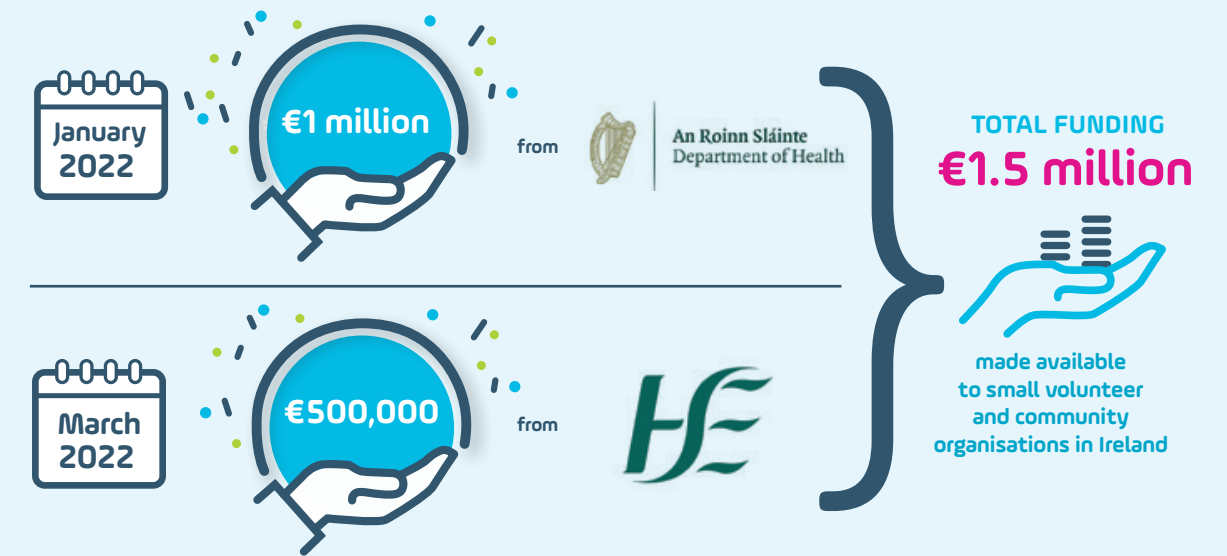 January
2022
€1 million
from
An Roinn Sláinte
Department of Health
March
2022
€500,000
from
HSE
TOTAL FUNDING
€1.5 million
made available
to small volunteer
and community
organisations in Ireland